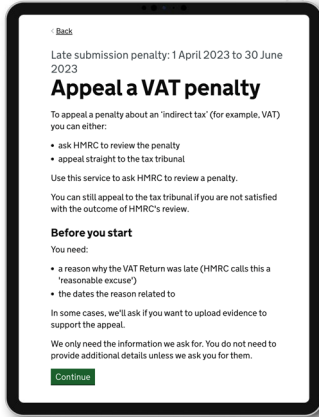 Back
Late submission penalty: 1 April 2023 to 30 June
2023
Appeal a VAT penalty
To appeal a penalty about an 'indirect tax' (for example, VAT)
you can either:
• ask HMRC to review the penalty
• appeal straight to the tax tribunal
Use this service to ask HMRC to review a penalty.
You can still appeal to the tax tribunal if you are not satisfied
with the outcome of HMRC's review.
Before you start
You need:
• a reason why the VAT Return was late (HMRC calls this a
'reasonable excuse')
• the dates the reason related to
In some cases, we'll ask if you want to upload evidence to
support the appeal.
We only need the information we ask for. You do not need to
provide additional details unless we ask you for them.
Continue